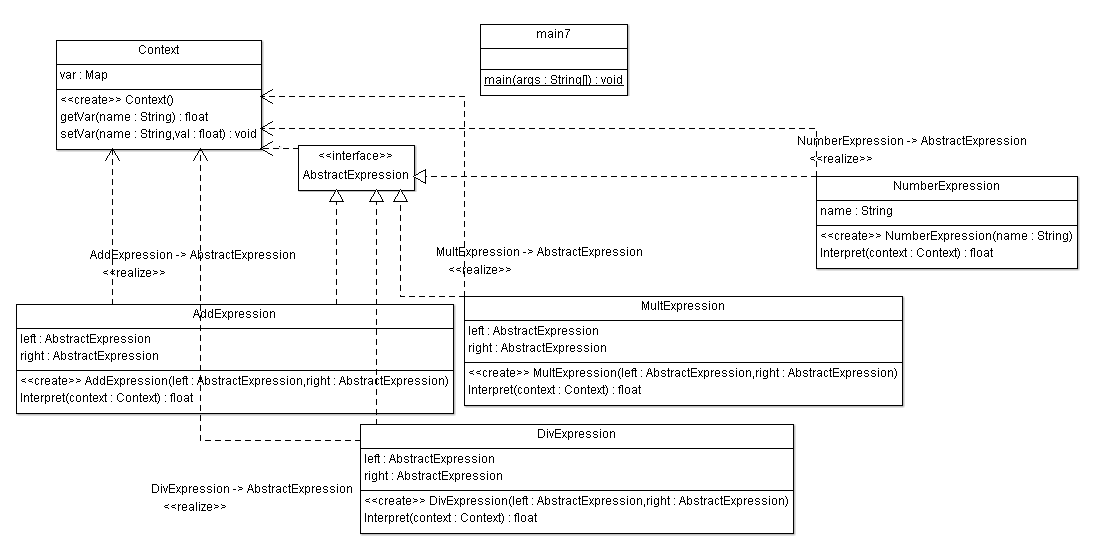 main7
main(args : String[]) : void
Context
var : Map
<<create>> Context()
getVar(name : String) : float
setVar(name : String,val : float) : void
<<interface>>
AbstractExpression
NumberExpression -> AbstractExpression
<<realize>>
NumberExpression
name : String
<<create>> NumberExpression(name : String)
Interpret(context : Context) : float
AddExpression -> AbstractExpression
<<realize>>
MultExpression -> AbstractExpression
<<realize>>
AddExpression
left : AbstractExpression
right : AbstractExpression
<<create>> AddExpression(left : AbstractExpression,right : AbstractExpression)
Interpret(context : Context) : float
MultExpression
left : AbstractExpression
right : AbstractExpression
<<create>> MultExpression(left : AbstractExpression,right : AbstractExpression)
Interpret(context : Context) : float
DivExpression
left : AbstractExpression
right : AbstractExpression
<<create>> DivExpression(left : AbstractExpression,right : AbstractExpression)
Interpret(context : Context) : float
DivExpression -> AbstractExpression
<<realize>>